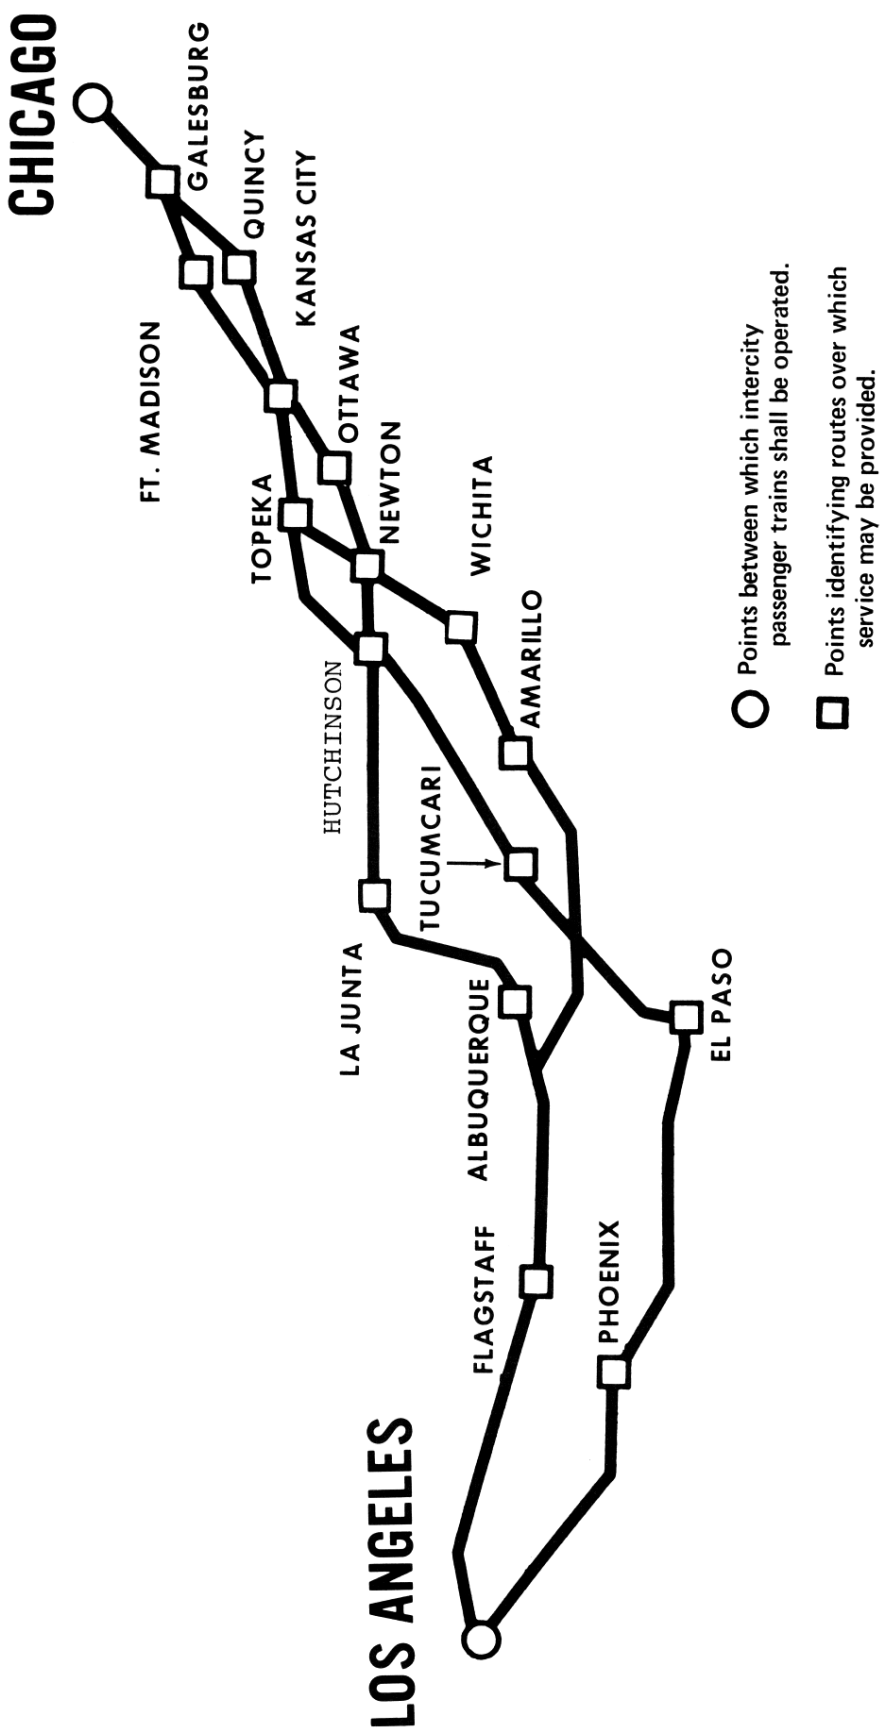 CHICAGO
GALESBURG
QUINCY
KANSAS CITY
FT. MADISON
OTTAWA
TOPEKA
NEWTON
WICHITA
HUTCHINSON
AMARILLO
TUCUMCARI
LA JUNTA
ALBUQUERQUE
EL PASO
FLAGSTAFF
PHOENIX
LOS ANGELES
Points between which intercity
passenger trains shall be operated.
Points identifying routes over which
service may be provided.